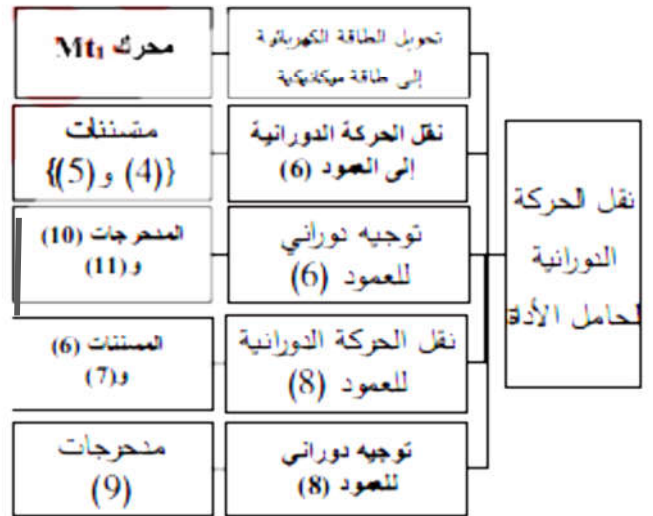 نقل الحركة
الدورانية
لحامل الأداة
تحويل الطاقة الكهربائية
إلى طاقة ميكانيكية
محرك Mt₁
نقل الحركة الدورانية
إلى العمود (6)
متسننات
{(4) و (5)}
توجيه دوراني
للعمود (6)
المدحرجات (10)
و(11)
نقل الحركة الدورانية
للعمود (8)
المسننات (6)
و(7)
توجيه دوراني
للعمود (8)
مدحرجات
(9)